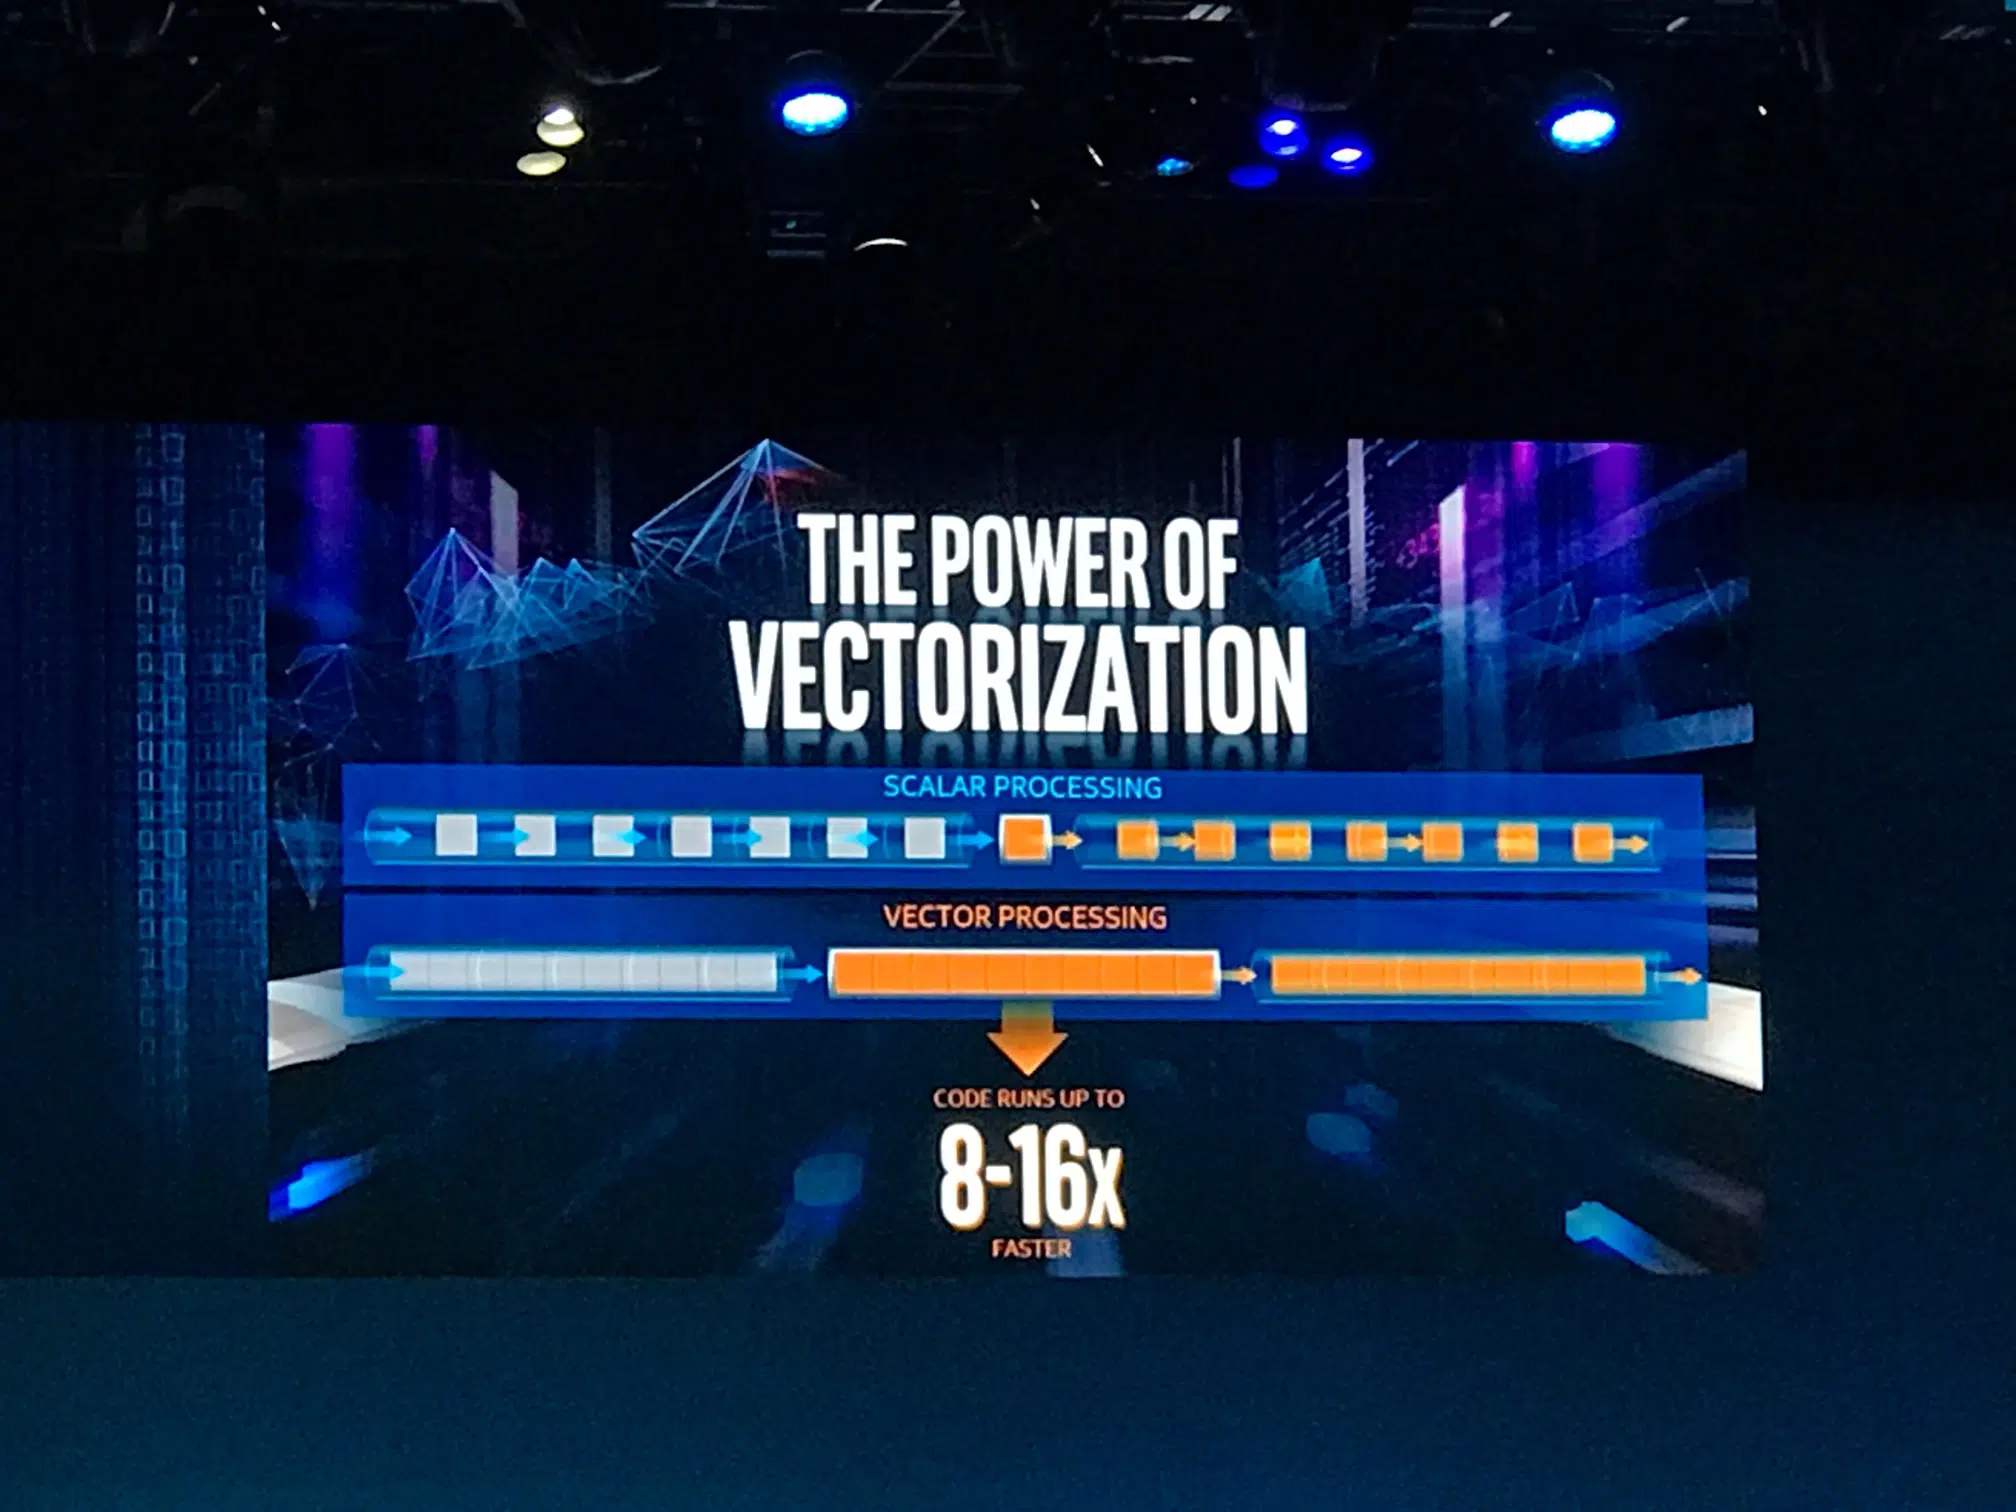 THE POWER OF
VECTORIZATION
SCALAR PROCESSING
VECTOR PROCESSING
CODE RUNS UP TO
8-16x
FASTER